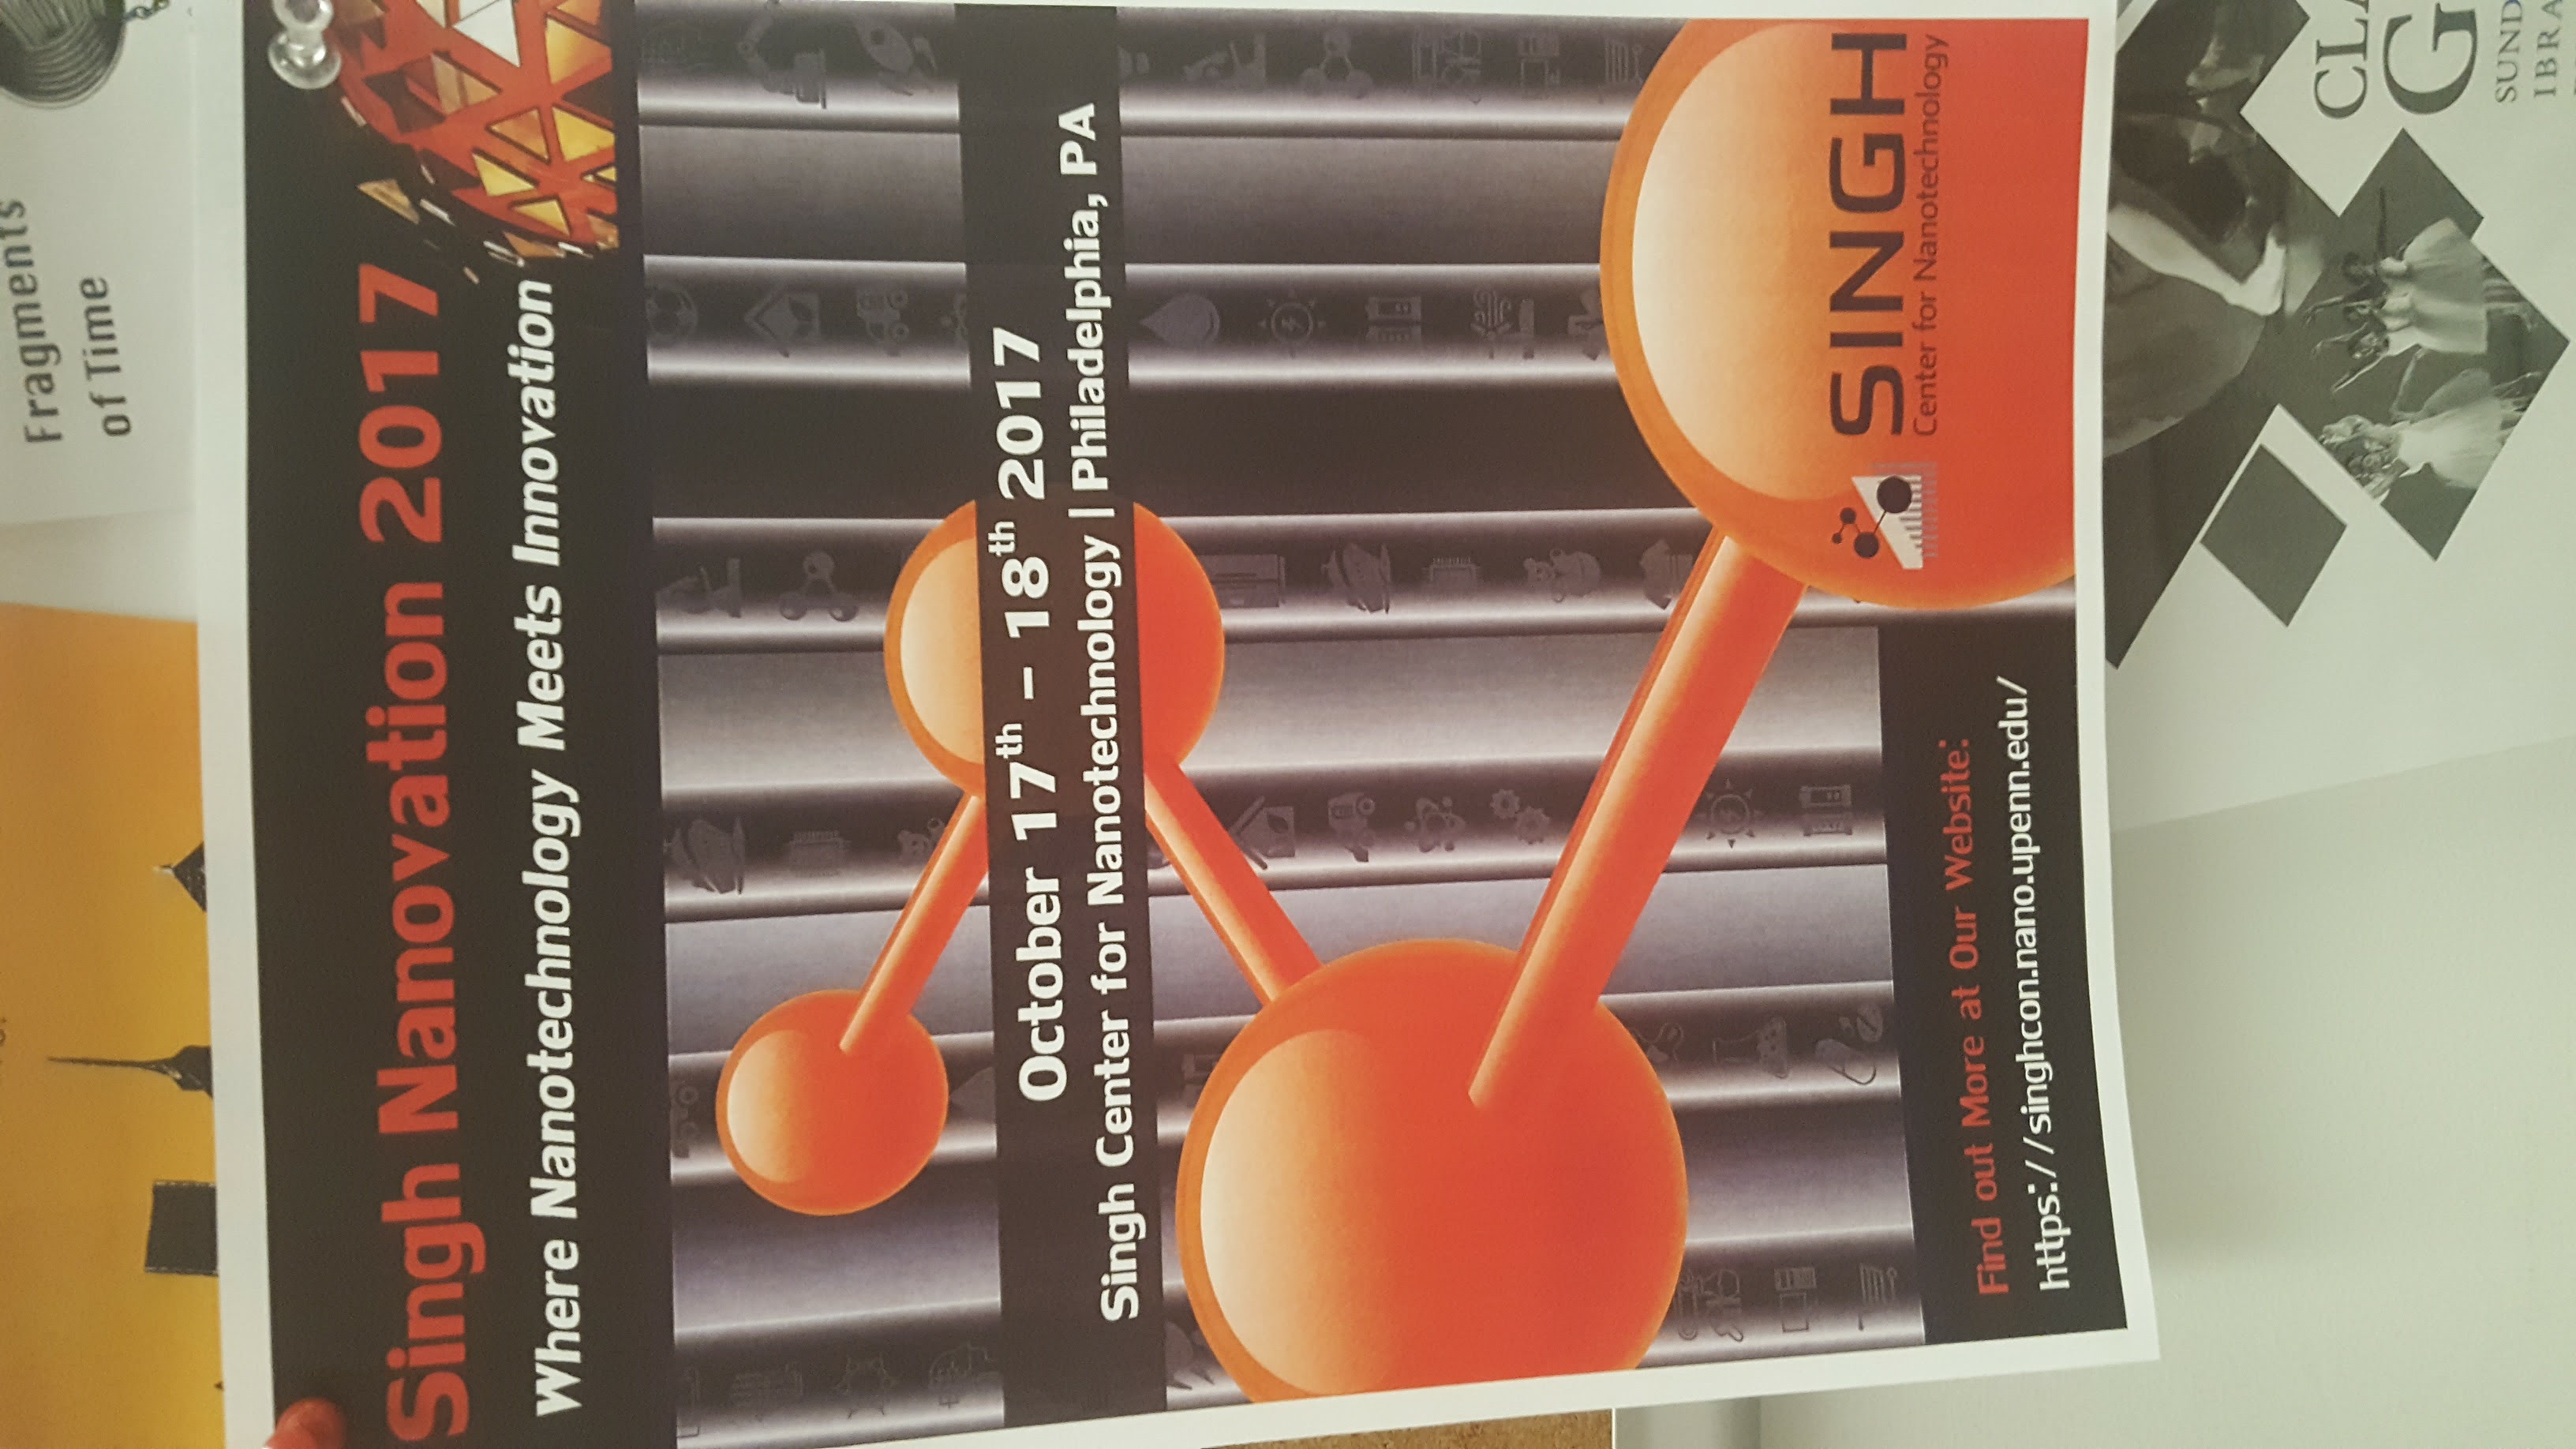 Fragments
of Time
Singh Nanovation 2017
Where Nanotechnology Meets Innovation
October 17th – 18th 2017
Singh Center for Nanotechnology | Philadelphia, PA
SINGH
Center for Nanotechnology
Find out More at Our Website:
https://singhcon.nano.upenn.edu/